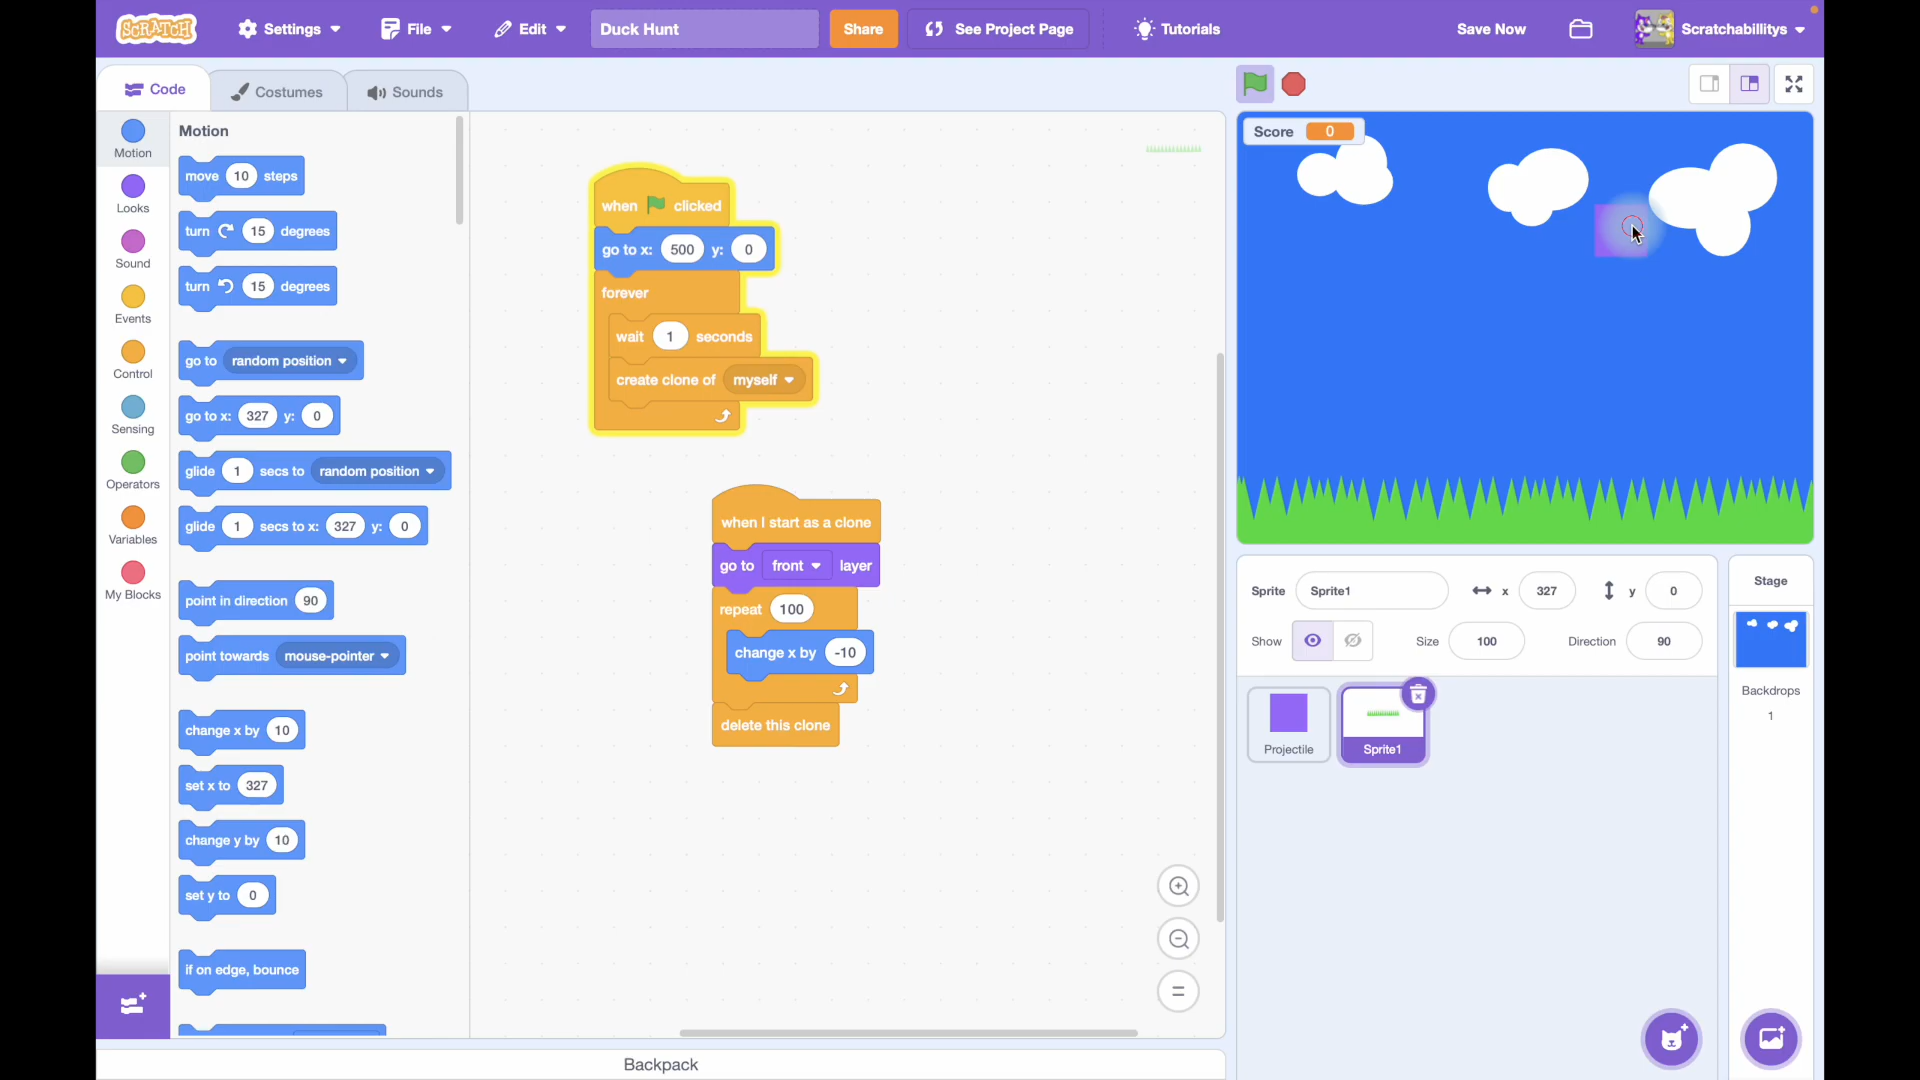 SCRATCH Settings File Edit Duck Hunt Share See Project Page Tutorials Save Now Scratchabillitys
Code Costumes Sounds
Motion
Looks
Sound
Events
Control
Sensing
Operators
Variables
My Blocks
Motion
move 10 steps
turn 15 degrees
turn 15 degrees
go to random position
go to x: 327 y: 0
glide 1 secs to random position
glide 1 secs to x: 327 y: 0
point in direction 90
point towards mouse-pointer
change x by 10
set x to 327
change y by 10
set y to 0
if on edge, bounce
when clicked
go to x: 500 y: 0
forever
wait 1 seconds
create clone of myself
when I start as a clone
go to front layer
repeat 100
change x by -10
delete this clone
Backpack
Score 0
Sprite Sprite1 x 327 y 0
Show Size 100 Direction 90
Projectile
Sprite1
Stage
Backdrops
1